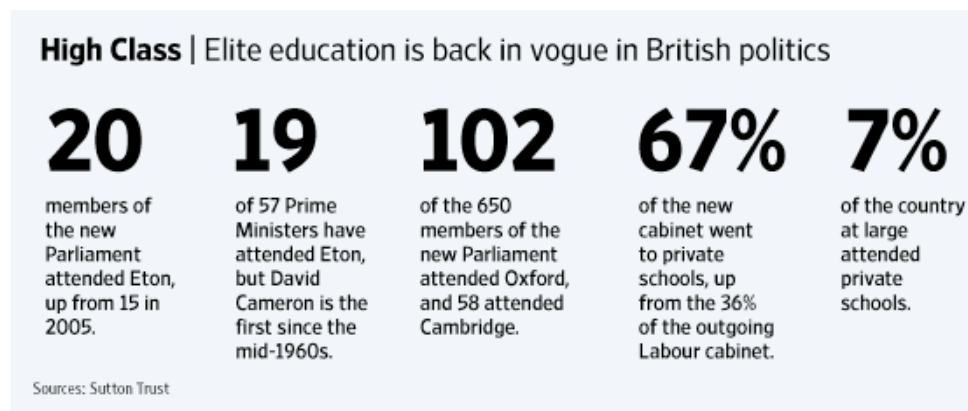 High Class | Elite education is back in vogue in British politics
20
members of
the new
Parliament
attended Eton,
up from 15 in
2005.
19
of 57 Prime
Ministers have
attended Eton,
but David
Cameron is the
first since the
mid-1960s.
102
of the 650
members of the
new Parliament
attended Oxford,
and 58 attended
Cambridge.
67%
of the new
cabinet went
to private
schools, up
from the 36%
of the outgoing
Labour cabinet.
7%
of the country
at large
attended
private
schools.
Sources: Sutton Trust